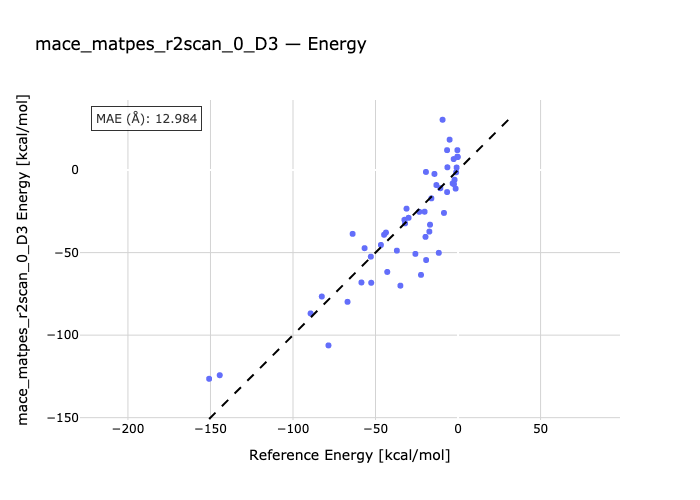 mace_matpes_r2scan_0_D3 — Energy
MAE (Å): 12.984
mace_matpes_r2scan_0_D3 Energy [kcal/mol]
0
−50
−100
−150
−200
−150
−100
−50
0
50
Reference Energy [kcal/mol]